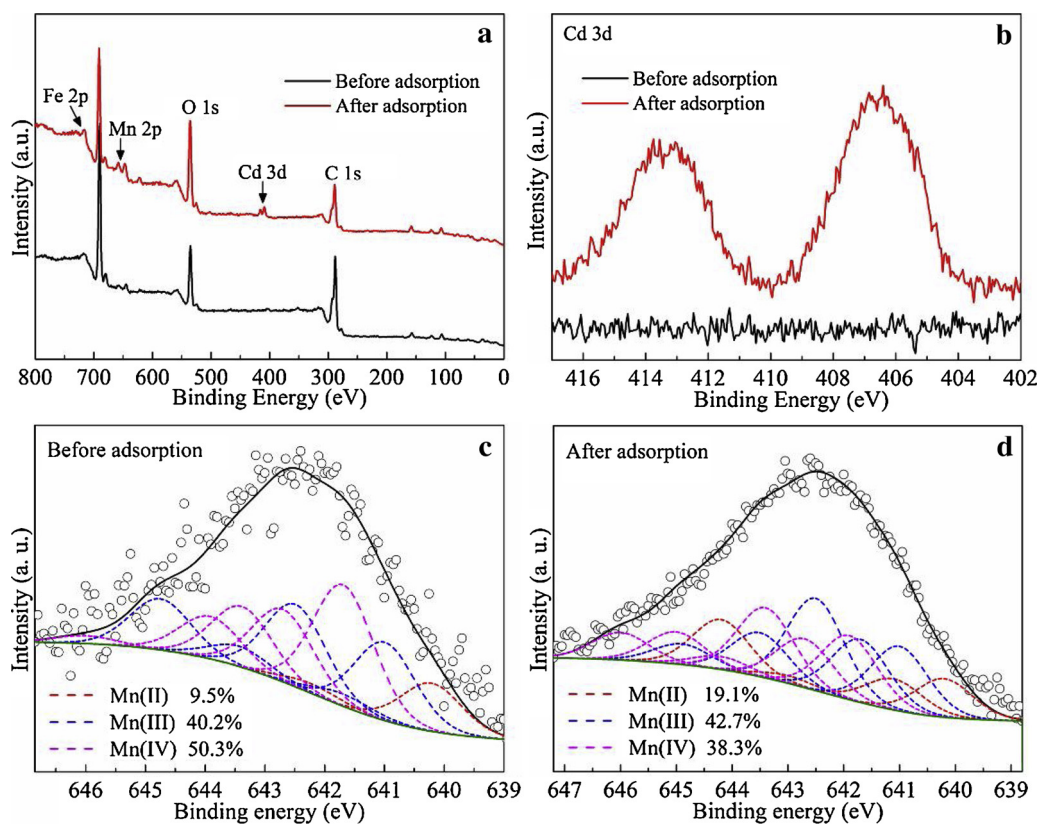 a
Before adsorption
After adsorption
Fe 2p
Mn 2p
O 1s
Cd 3d
C 1s
Intensity (a.u.)
800 700 600 500 400 300 200 100 0
Binding Energy (eV)
b
Cd 3d
Before adsorption
After adsorption
Intensity (a.u.)
416 414 412 410 408 406 404 402
Binding Energy (eV)
c
Before adsorption
Intensity (a. u.)
Mn(II) 9.5%
Mn(III) 40.2%
Mn(IV) 50.3%
646 645 644 643 642 641 640 639
Binding energy (eV)
d
After adsorption
Intensity (a. u.)
Mn(II) 19.1%
Mn(III) 42.7%
Mn(IV) 38.3%
647 646 645 644 643 642 641 640 639
Binding energy (eV)